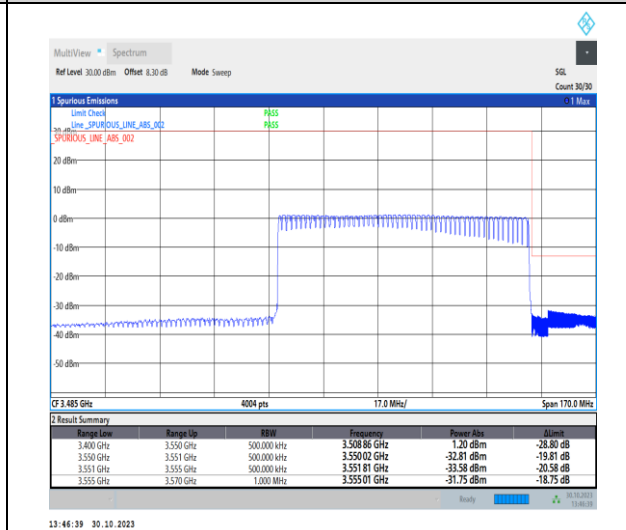 MultiView Spectrum
Ref Level 30.00 dBm Offset 8.30 dB Mode Sweep SGL
Count 30/30
1 Spurious Emissions 1 Max
Limit Check PASS
Line _SPURIOUS_LINE_ABS_002 PASS
30 dBm
_SPURIOUS_LINE_ABS_002
20 dBm
10 dBm
0 dBm
-10 dBm
-20 dBm
-30 dBm
-40 dBm
-50 dBm
CF 3.485 GHz 4004 pts 17.0 MHz/ Span 170.0 MHz
2 Result Summary
Range Low Range Up RBW Frequency Power Abs ΔLimit
3.400 GHz 3.550 GHz 500.000 kHz 3.508 86 GHz 1.20 dBm -28.80 dB
3.550 GHz 3.551 GHz 500.000 kHz 3.550 02 GHz -32.81 dBm -19.81 dB
3.551 GHz 3.555 GHz 500.000 kHz 3.551 81 GHz -33.58 dBm -20.58 dB
3.555 GHz 3.570 GHz 1.000 MHz 3.555 01 GHz -31.75 dBm -18.75 dB
Ready 30.10.2023
13:46:39
13:46:39 30.10.2023